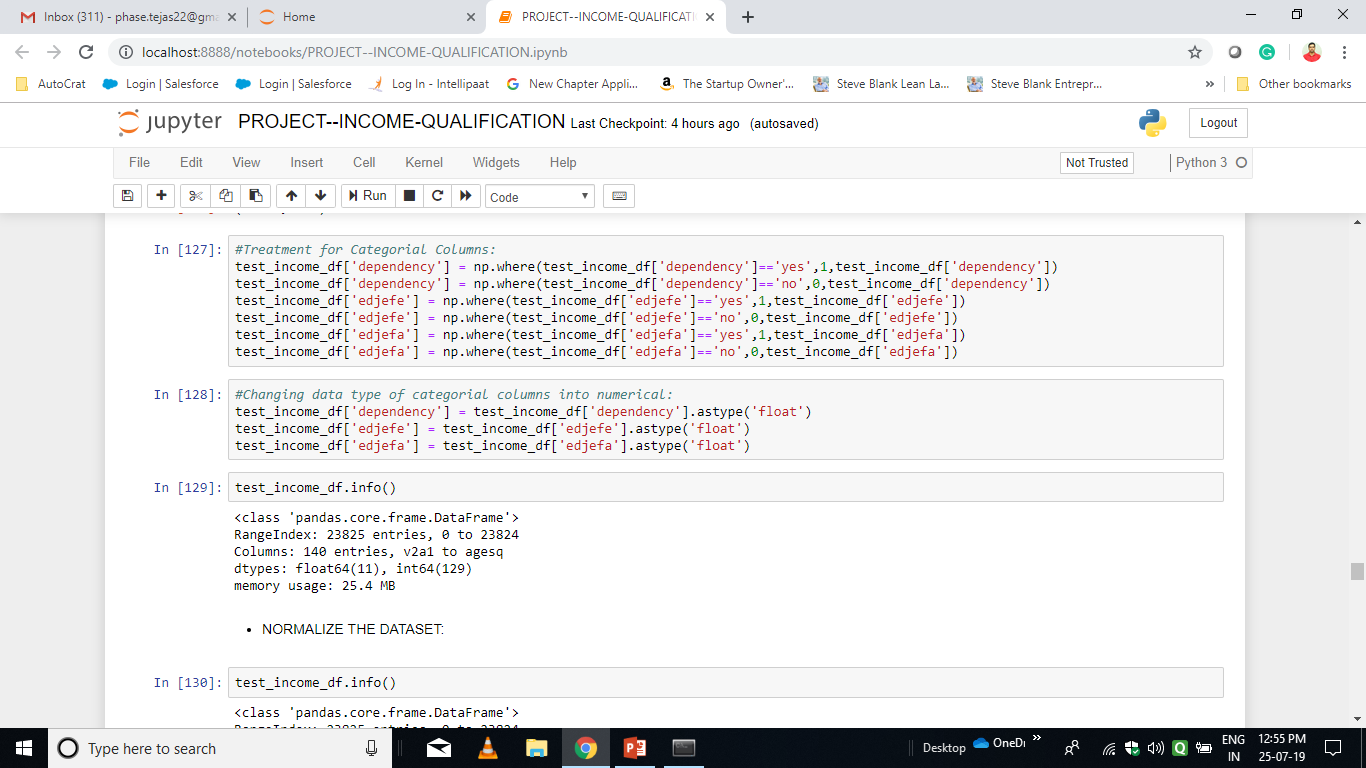 Inbox (311) - phase.tejas22@gma
Home
PROJECT--INCOME-QUALIFICATI
localhost:8888/notebooks/PROJECT--INCOME-QUALIFICATION.ipynb
AutoCrat
Login | Salesforce
Login | Salesforce
Log In - Intellipaat
New Chapter Appli...
The Startup Owner'...
Steve Blank Lean La...
Steve Blank Entrepr...
»
Other bookmarks
jupyter PROJECT--INCOME-QUALIFICATION Last Checkpoint: 4 hours ago (autosaved)
Logout
File Edit View Insert Cell Kernel Widgets Help
Not Trusted
Python 3
Run
Code
In [127]:
#Treatment for Categorial Columns:
test_income_df['dependency'] = np.where(test_income_df['dependency']=='yes',1,test_income_df['dependency'])
test_income_df['dependency'] = np.where(test_income_df['dependency']=='no',0,test_income_df['dependency'])
test_income_df['edjefe'] = np.where(test_income_df['edjefe']=='yes',1,test_income_df['edjefe'])
test_income_df['edjefe'] = np.where(test_income_df['edjefe']=='no',0,test_income_df['edjefe'])
test_income_df['edjefa'] = np.where(test_income_df['edjefa']=='yes',1,test_income_df['edjefa'])
test_income_df['edjefa'] = np.where(test_income_df['edjefa']=='no',0,test_income_df['edjefa'])
In [128]:
#Changing data type of categorial columns into numerical:
test_income_df['dependency'] = test_income_df['dependency'].astype('float')
test_income_df['edjefe'] = test_income_df['edjefe'].astype('float')
test_income_df['edjefa'] = test_income_df['edjefa'].astype('float')
In [129]:
test_income_df.info()
<class 'pandas.core.frame.DataFrame'>
RangeIndex: 23825 entries, 0 to 23824
Columns: 140 entries, v2a1 to agesq
dtypes: float64(11), int64(129)
memory usage: 25.4 MB
• NORMALIZE THE DATASET:
In [130]:
test_income_df.info()
<class 'pandas.core.frame.DataFrame'>
Type here to search
Desktop
OneDr
»
ENG
IN
12:55 PM
25-07-19